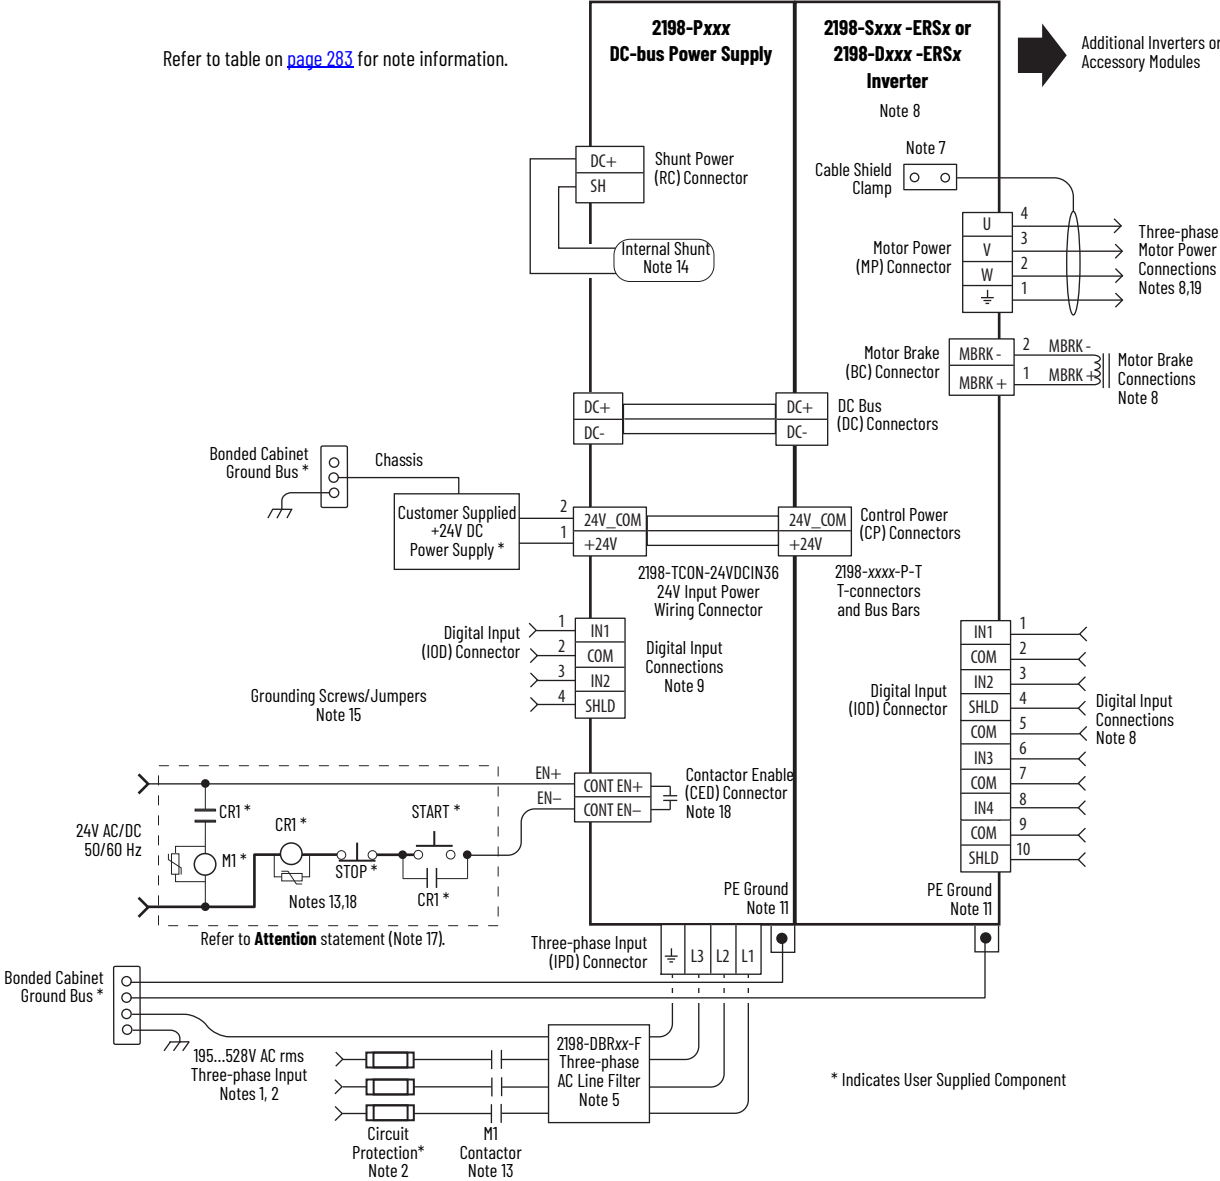 Refer to table on page 283 for note information.
2198-Pxxx
DC-bus Power Supply
2198-Sxxx -ERSx or
2198-Dxxx -ERSx
Inverter
Note 8
Additional Inverters or
Accessory Modules
DC+
SH
Shunt Power
(RC) Connector
Internal Shunt
Note 14
Note 7
Cable Shield
Clamp
Motor Power
(MP) Connector
U
V
W
4
3
2
1
Three-phase
Motor Power
Connections
Notes 8,19
Motor Brake
(BC) Connector
MBRK -
MBRK +
2
1
MBRK -
MBRK +
Motor Brake
Connections
Note 8
DC+
DC-
DC+
DC-
DC Bus
(DC) Connectors
Bonded Cabinet
Ground Bus *
Chassis
Customer Supplied
+24V DC
Power Supply *
2
1
24V_COM
+24V
24V_COM
+24V
Control Power
(CP) Connectors
2198-TCON-24VDCIN36
24V Input Power
Wiring Connector
2198-xxxx-P-T
T-connectors
and Bus Bars
Digital Input
(IOD) Connector
1
2
3
4
IN1
COM
IN2
SHLD
Digital Input
Connections
Note 9
Grounding Screws/Jumpers
Note 15
Digital Input
(IOD) Connector
IN1
COM
IN2
SHLD
COM
IN3
COM
IN4
COM
SHLD
1
2
3
4
5
6
7
8
9
10
Digital Input
Connections
Note 8
EN+
EN–
CONT EN+
CONT EN–
Contactor Enable
(CED) Connector
Note 18
24V AC/DC
50/60 Hz
CR1 *
M1 *
CR1 *
START *
STOP *
CR1 *
Notes 13,18
Refer to Attention statement (Note 17).
PE Ground
Note 11
PE Ground
Note 11
Three-phase Input
(IPD) Connector
L3
L2
L1
Bonded Cabinet
Ground Bus *
195...528V AC rms
Three-phase Input
Notes 1, 2
2198-DBRxx-F
Three-phase
AC Line Filter
Note 5
Circuit
Protection*
Note 2
M1
Contactor
Note 13
* Indicates User Supplied Component